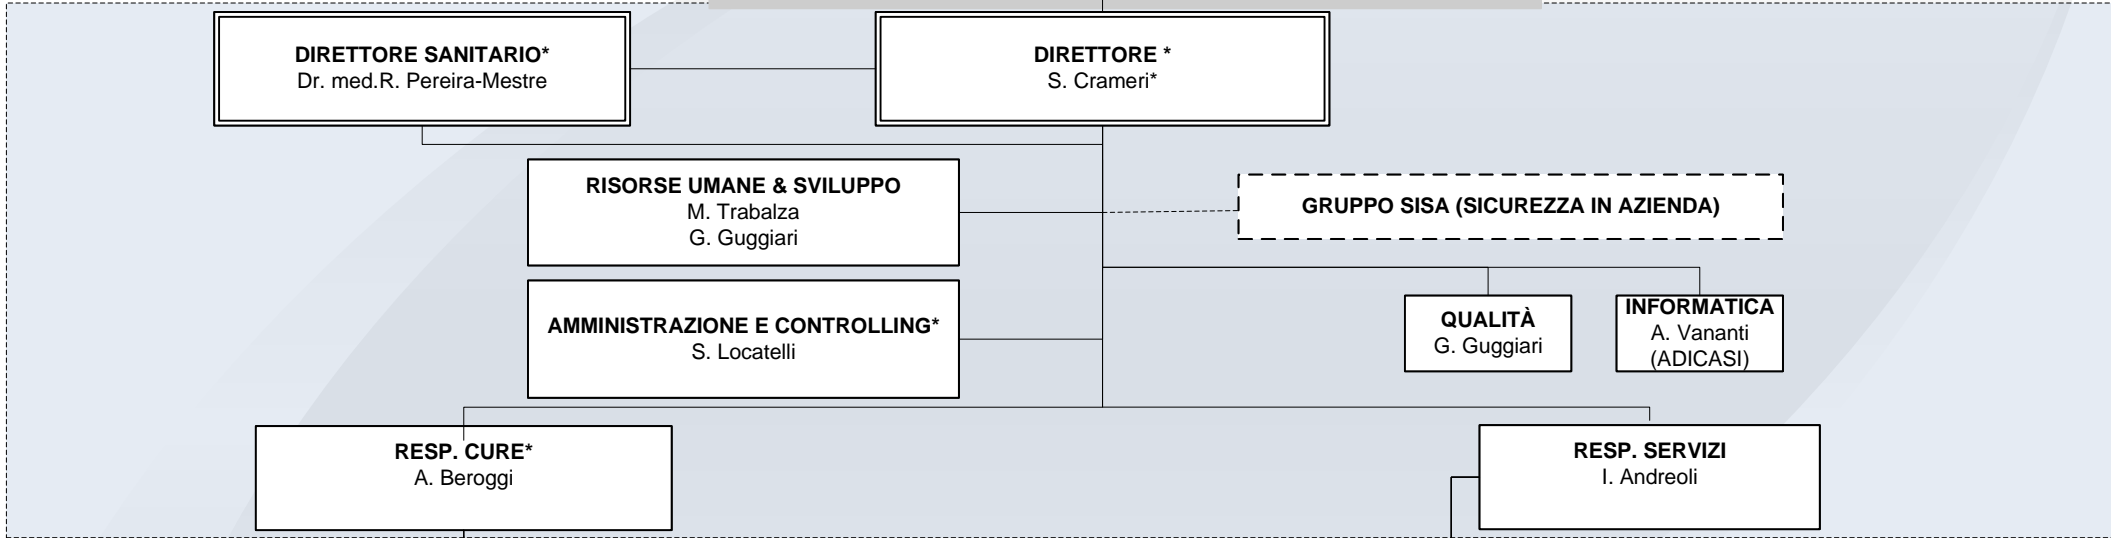 DIRETTORE SANITARIO*
Dr. med.R. Pereira-Mestre
DIRETTORE *
S. Crameri*
RISORSE UMANE & SVILUPPO
M. Trabalza
G. Guggiari
GRUPPO SISA (SICUREZZA IN AZIENDA)
AMMINISTRAZIONE E CONTROLLING*
S. Locatelli
QUALITÀ
G. Guggiari
INFORMATICA
A. Vananti
(ADICASI)
RESP. CURE*
A. Beroggi
RESP. SERVIZI
I. Andreoli